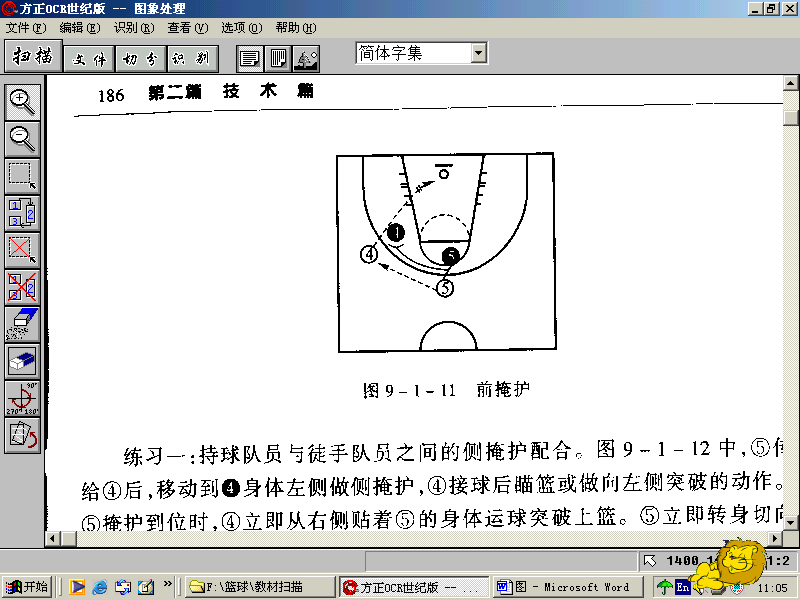 方正OCR世纪版 -- 图象处理
文件(F) 编辑(E) 识别(R) 查看(V) 选项(O) 帮助(H)
扫描 文件 切分 识别 简体字集
186 第二篇 技术篇
1
4
5
5
图9-1-11 前掩护
练习一:持球队员与徒手队员之间的侧掩护配合。图9-1-12中,⑤传
给④后,移动到❹身体左侧做侧掩护,④接球后瞄篮或做向左侧突破的动作。
⑤掩护到位时,④立即从右侧贴着⑤的身体运球突破上篮。⑤立即转身切向
90°
270° 180°
1:2
开始 F:\篮球\教材扫描 方正OCR世纪版 -- ... 图 - Microsoft Word En 11:05